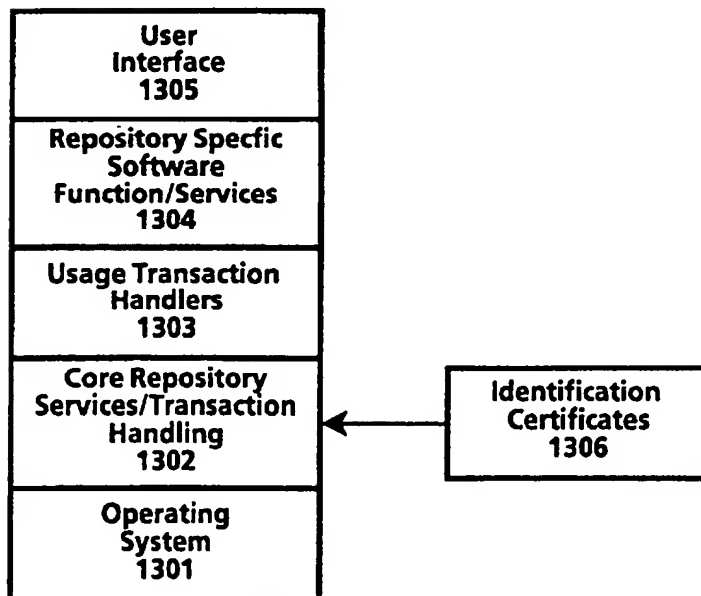 User
Interface
1305
Repository Specfic
Software
Function/Services
1304
Usage Transaction
Handlers
1303
Core Repository
Services/Transaction
Handling
1302
Identification
Certificates
1306
Operating
System
1301